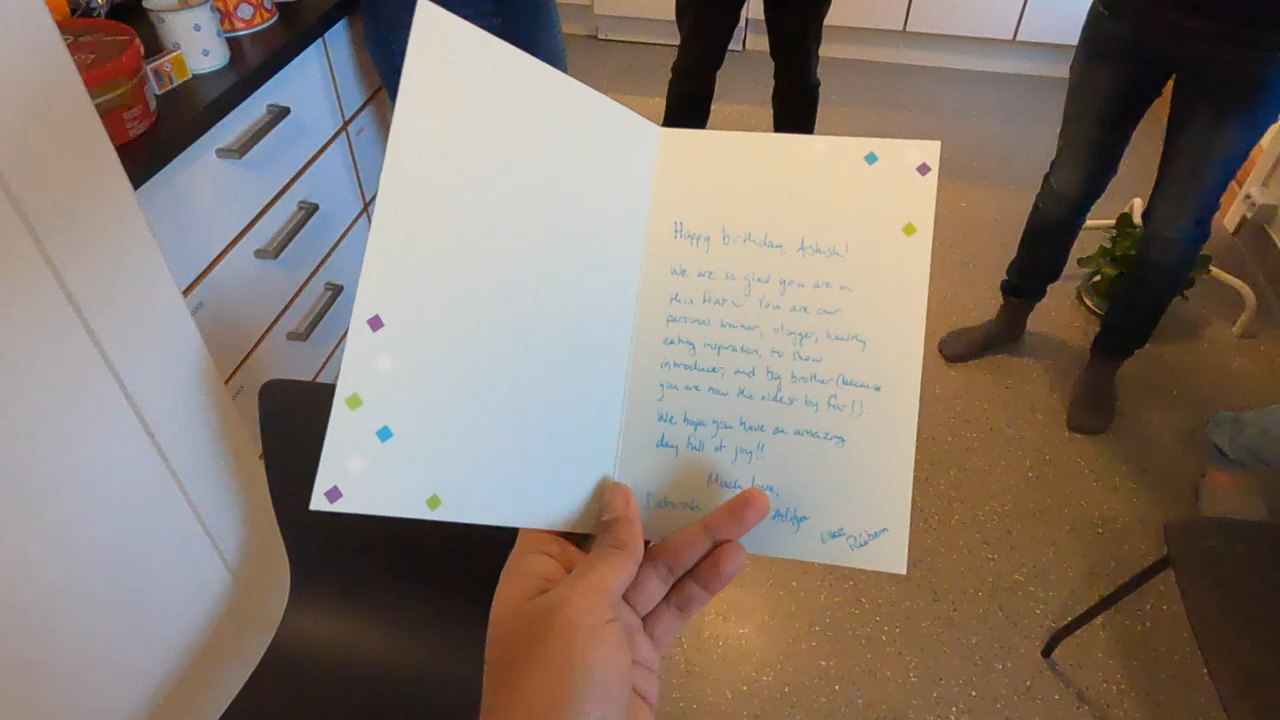 Happy birthday, Ashish!
We are so glad you are in
this flat. You are our
personal trainer, vlogger, healthy
eating inspiration, tv show
introducer, and big brother (because
you are now the oldest by far!).
We hope you have an amazing
day full of joy!!
Much love,
Deborah
Aditya
Ruben